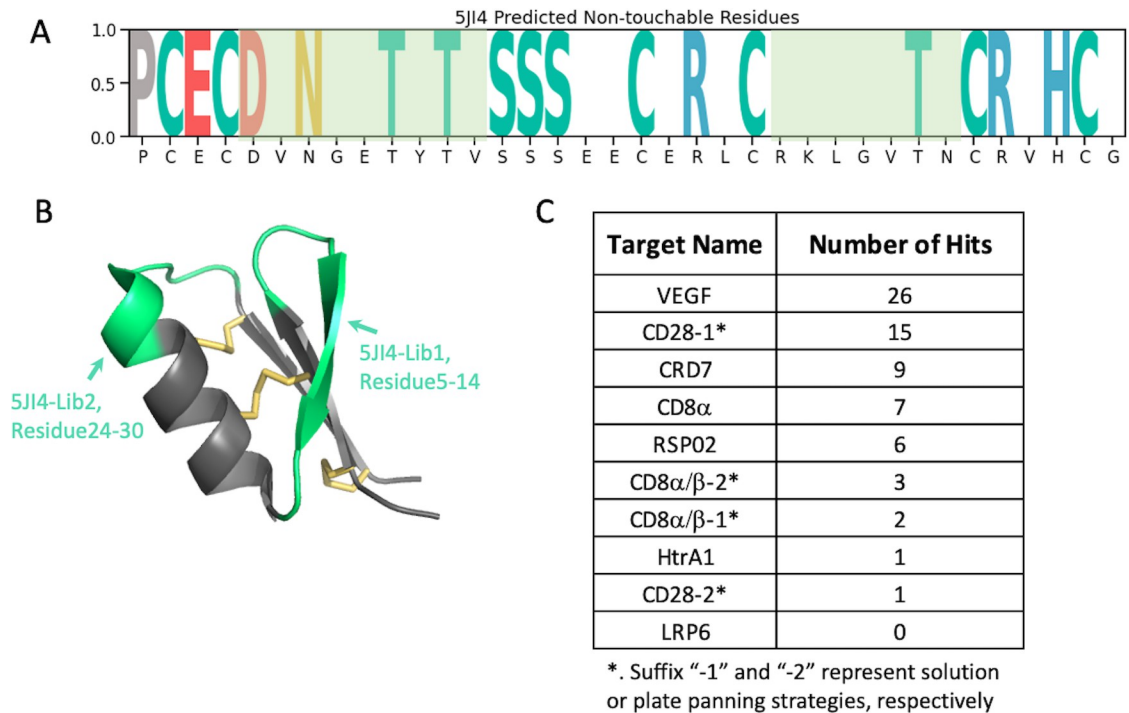 A
5JI4 Predicted Non-touchable Residues
1.0
0.5
0.0
P C E C D N T T S S S C R C T C R H C
P C E C D V N G E T Y T V S S S E E C E R L C R K L G V T N C R V H C G
B
5JI4-Lib2,
Residue24-30
5JI4-Lib1,
Residue5-14
C
Target Name Number of Hits
VEGF 26
CD28-1* 15
CRD7 9
CD8α 7
RSP02 6
CD8α/β-2* 3
CD8α/β-1* 2
HtrA1 1
CD28-2* 1
LRP6 0
*. Suffix “-1” and “-2” represent solution
or plate panning strategies, respectively